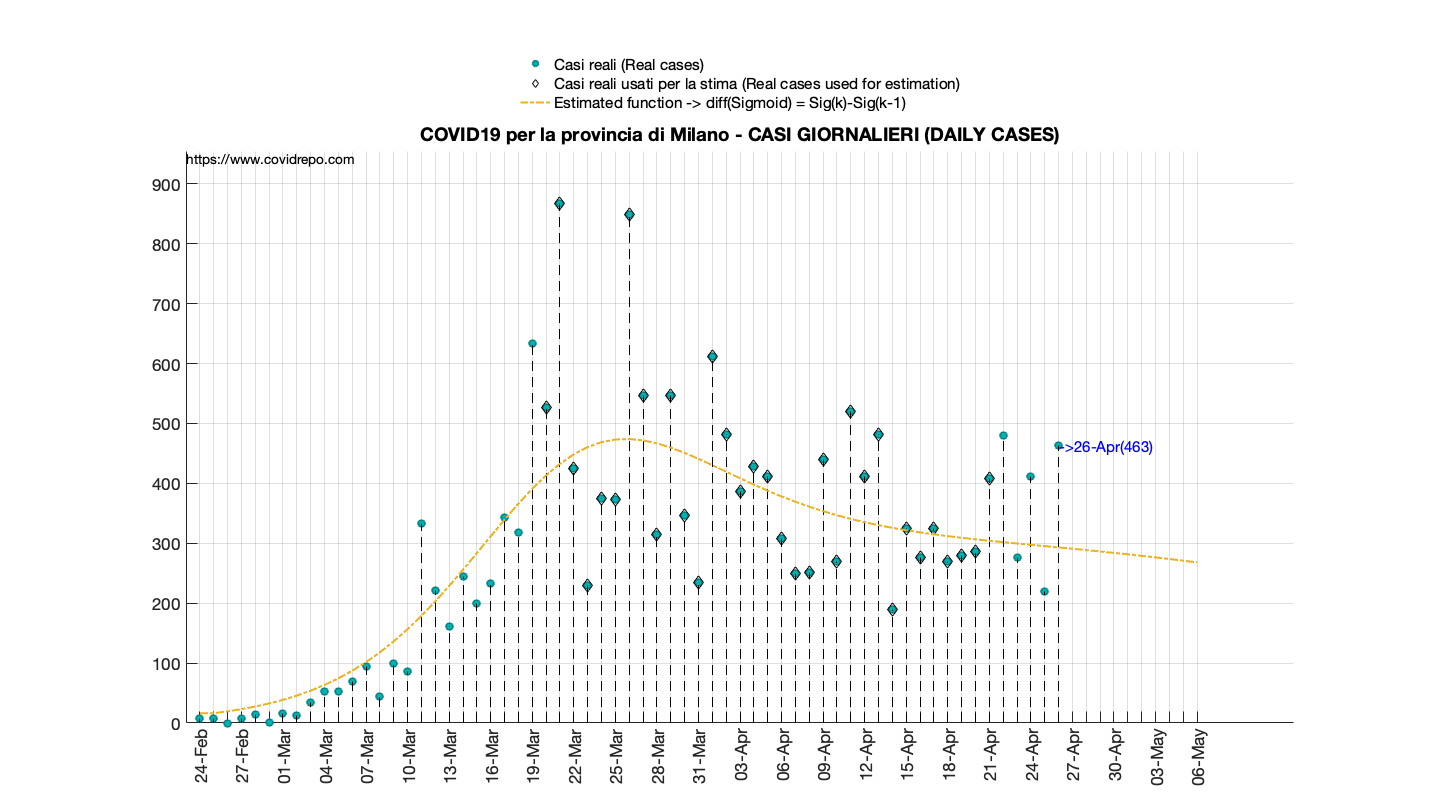 Casi reali (Real cases)
Casi reali usati per la stima (Real cases used for estimation)
Estimated function -> diff(Sigmoid) = Sig(k)-Sig(k-1)
COVID19 per la provincia di Milano - CASI GIORNALIERI (DAILY CASES)
https://www.covidrepo.com
900
800
700
600
500
400
300
200
100
0
->26-Apr(463)
24-Feb
27-Feb
01-Mar
04-Mar
07-Mar
10-Mar
13-Mar
16-Mar
19-Mar
22-Mar
25-Mar
28-Mar
31-Mar
03-Apr
06-Apr
09-Apr
12-Apr
15-Apr
18-Apr
21-Apr
24-Apr
27-Apr
30-Apr
03-May
06-May